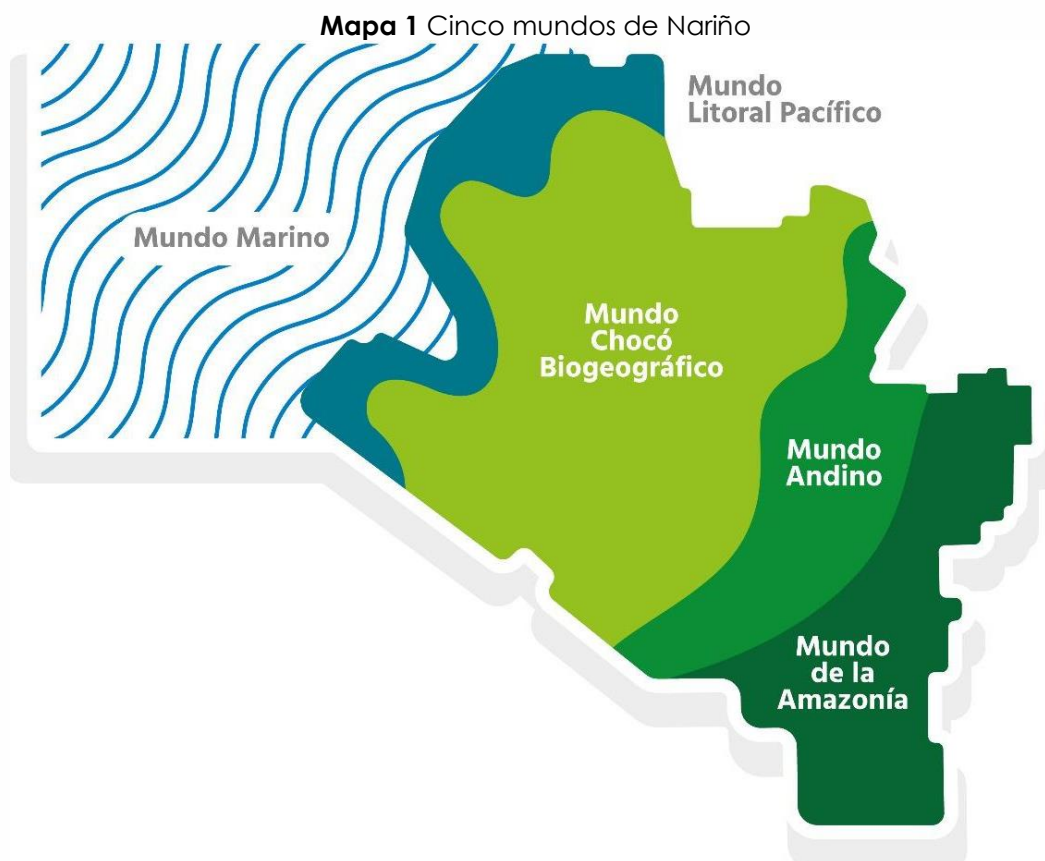 Mapa 1 Cinco mundos de Nariño
Mundo
Litoral Pacífico
Mundo Marino
Mundo
Chocó
Biogeográfico
Mundo
Andino
Mundo
de la
Amazonía